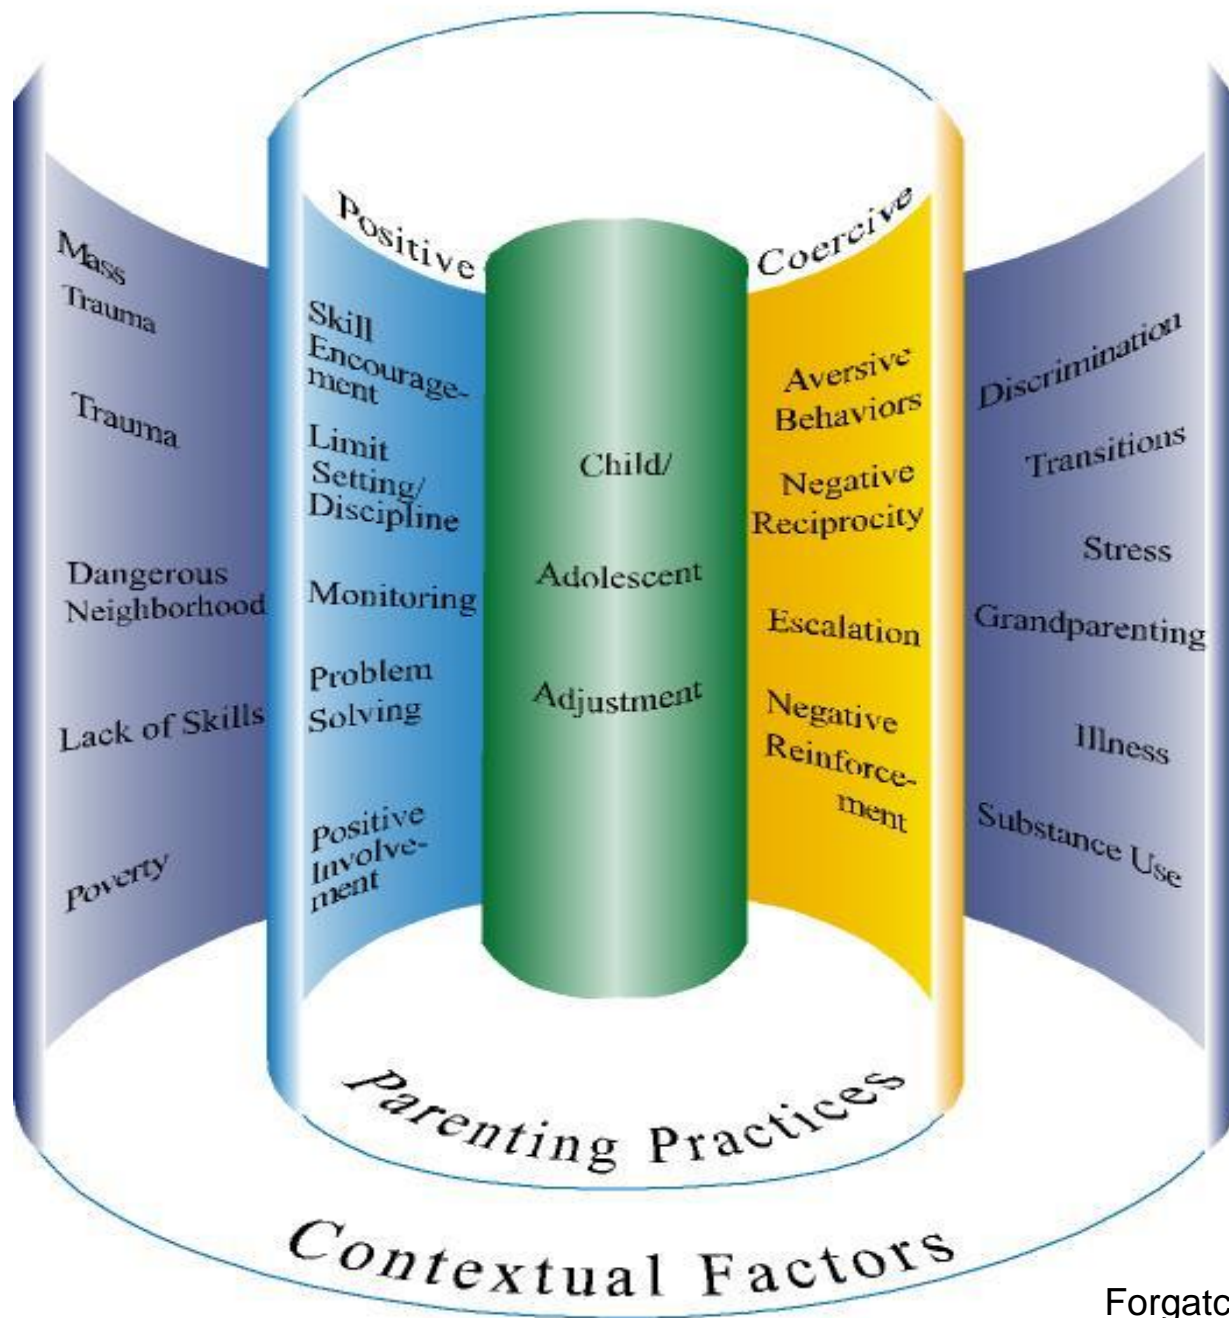 Mass
Trauma
Trauma
Dangerous
Neighborhood
Lack of Skills
Poverty
Positive
Skill
Encourage-
ment
Limit
Setting/
Discipline
Monitoring
Problem
Solving
Positive
Involve-
ment
Child/
Adolescent
Adjustment
Coercive
Aversive
Behaviors
Negative
Reciprocity
Escalation
Negative
Reinforce-
ment
Discrimination
Transitions
Stress
Grandparenting
Illness
Substance Use
Parenting Practices
Contextual Factors
Forgatc